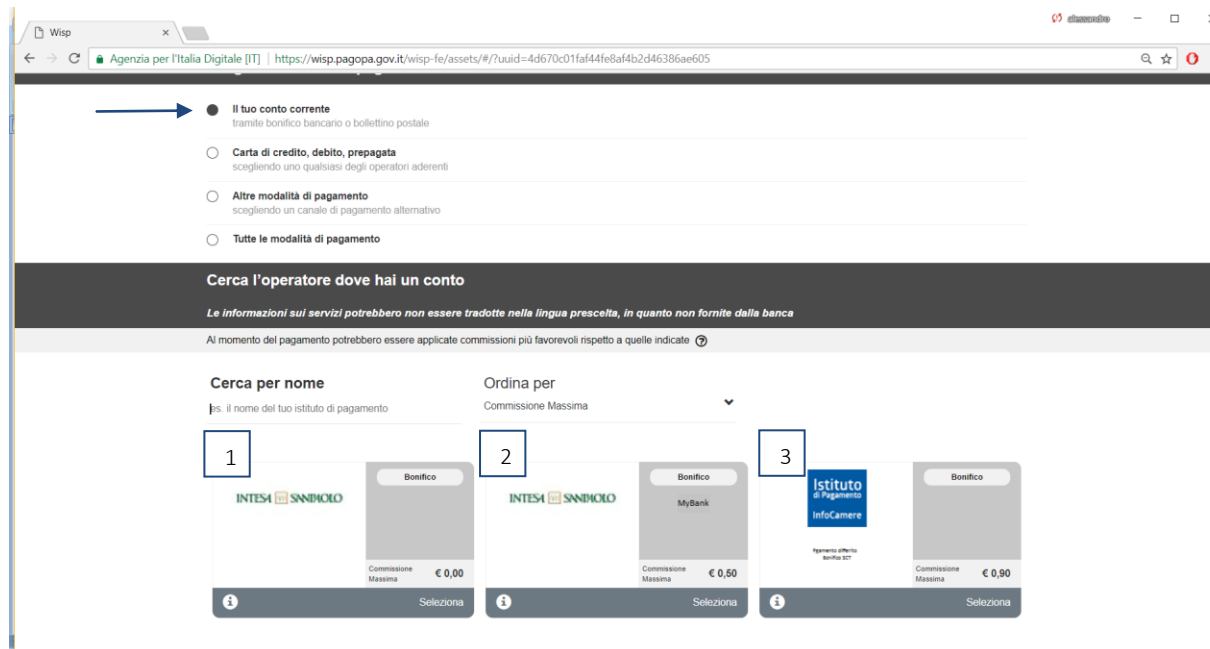 alessandro
Wisp
Agenzia per l'Italia Digitale [IT] | https://wisp.pagopa.gov.it/wisp-fe/assets/#/?uuid=4d670c01faf44fe8af4b2d46386ae605
Il tuo conto corrente
tramite bonifico bancario o bollettino postale
Carta di credito, debito, prepagata
scegliendo uno qualsiasi degli operatori aderenti
Altre modalità di pagamento
scegliendo un canale di pagamento alternativo
Tutte le modalità di pagamento
Cerca l'operatore dove hai un conto
Le informazioni sui servizi potrebbero non essere tradotte nella lingua prescelta, in quanto non fornite dalla banca
Al momento del pagamento potrebbero essere applicate commissioni più favorevoli rispetto a quelle indicate ?
Cerca per nome
es. il nome del tuo istituto di pagamento
Ordina per
Commissione Massima
1
INTESA SANPAOLO
Bonifico
Commissione
Massima
€ 0,00
Seleziona
2
INTESA SANPAOLO
Bonifico
MyBank
Commissione
Massima
€ 0,50
Seleziona
3
Istituto
di Pagamento
InfoCamere
Pagamento differito
Bonifico SCT
Bonifico
Commissione
Massima
€ 0,90
Seleziona